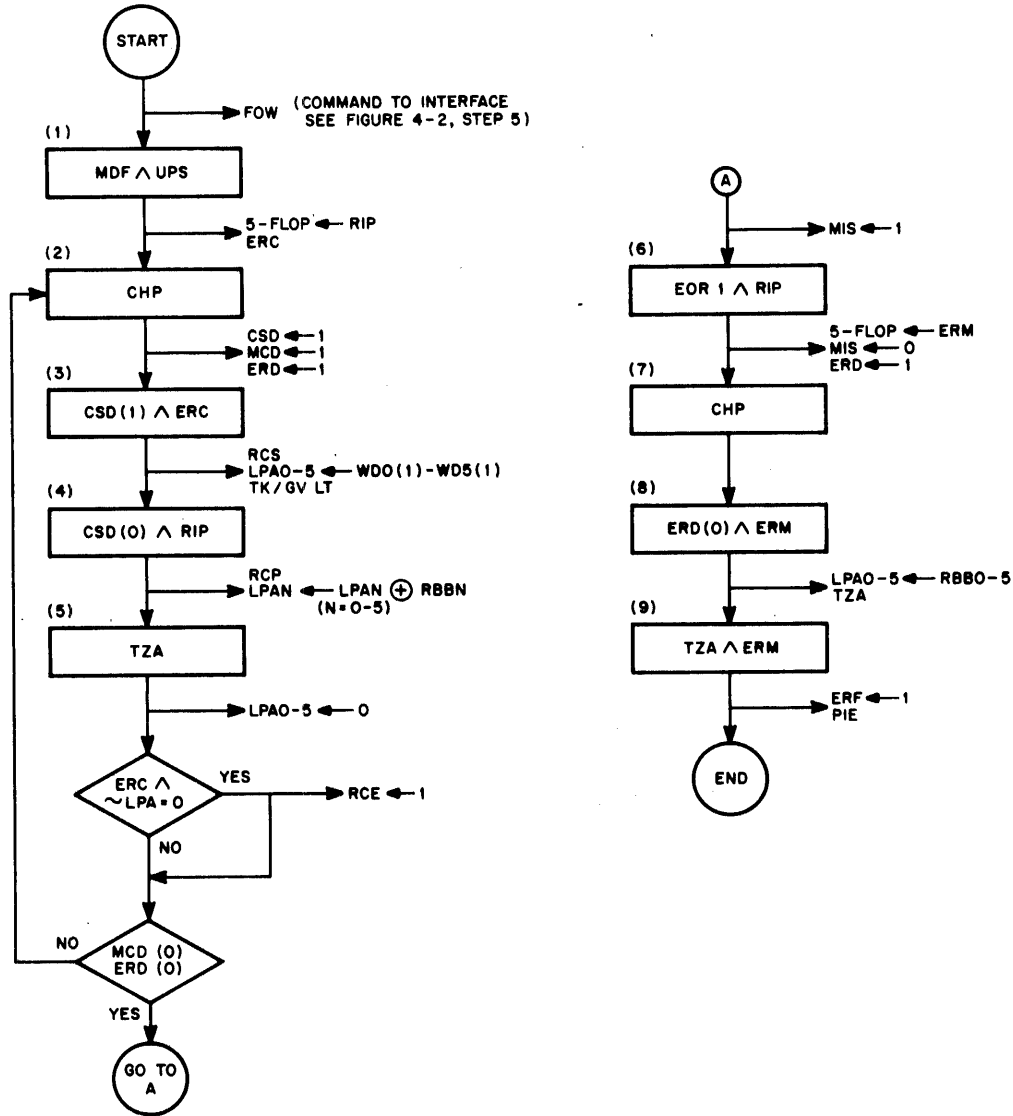 START
FOW (COMMAND TO INTERFACE
SEE FIGURE 4-2, STEP 5)
(1)
MDF ∧ UPS
5-FLOP ← RIP
ERC
(2)
CHP
CSD ← 1
MCD ← 1
ERD ← 1
(3)
CSD(1) ∧ ERC
RCS
LPA0-5 ← WD0(1)-WD5(1)
TK/GV LT
(4)
CSD(0) ∧ RIP
RCP
LPAN ← LPAN ⊕ RBBN
(N=0-5)
(5)
TZA
LPA0-5 ← 0
ERC ∧
~LPA=0
YES
RCE ← 1
NO
MCD (0)
ERD (0)
NO
YES
GO TO
A
A
MIS ← 1
(6)
EOR 1 ∧ RIP
5-FLOP ← ERM
MIS ← 0
ERD ← 1
(7)
CHP
(8)
ERD(0) ∧ ERM
LPA0-5 ← RBB0-5
TZA
(9)
TZA ∧ ERM
ERF ← 1
PIE
END